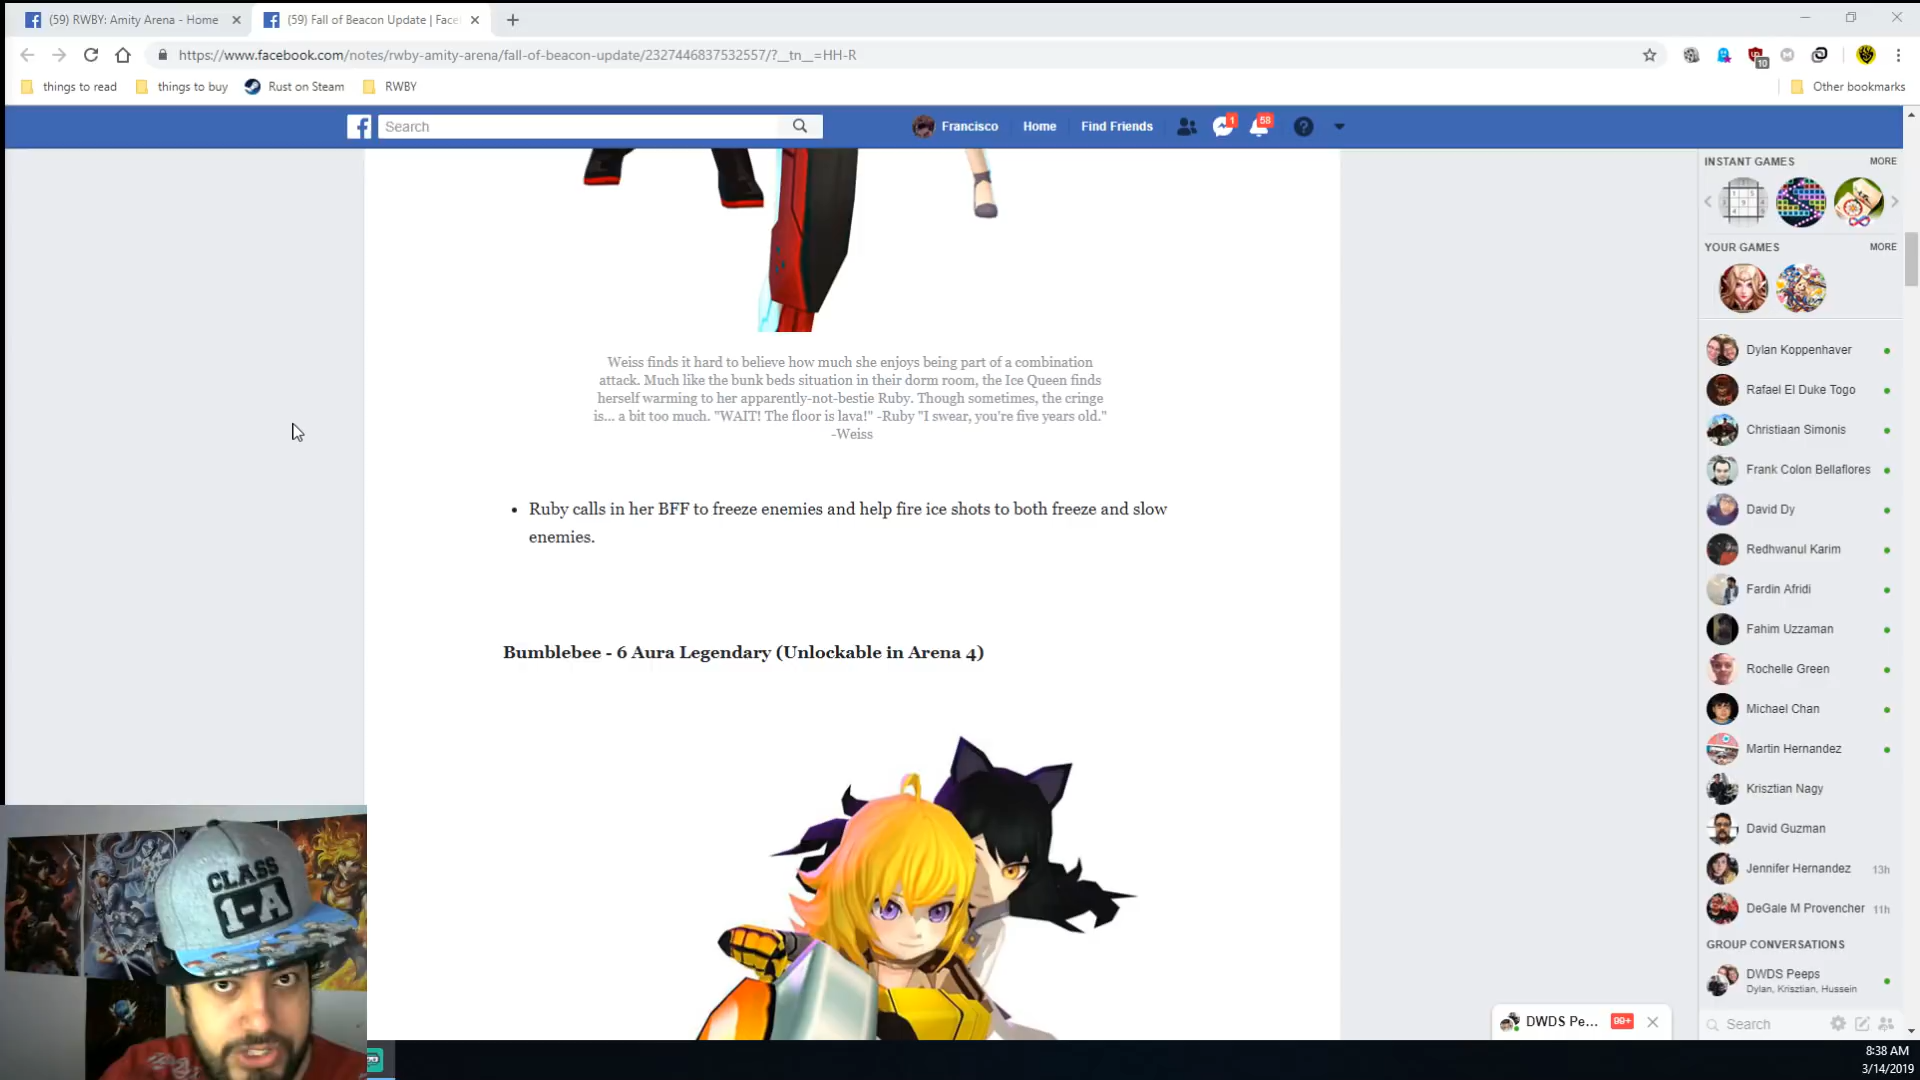 (59) RWBY: Amity Arena - Home
(59) Fall of Beacon Update | Face
https://www.facebook.com/notes/rwby-amity-arena/fall-of-beacon-update/2327446837532557/?__tn__=HH-R
10
things to read
things to buy
Rust on Steam
RWBY
Other bookmarks
Search
Francisco
Home
Find Friends
1
58
INSTANT GAMES
MORE
YOUR GAMES
MORE
Weiss finds it hard to believe how much she enjoys being part of a combination
attack. Much like the bunk beds situation in their dorm room, the Ice Queen finds
herself warming to her apparently-not-bestie Ruby. Though sometimes, the cringe
is... a bit too much. "WAIT! The floor is lava!" -Ruby "I swear, you're five years old."
-Weiss
• Ruby calls in her BFF to freeze enemies and help fire ice shots to both freeze and slow
enemies.
Bumblebee - 6 Aura Legendary (Unlockable in Arena 4)
Dylan Koppenhaver
Rafael El Duke Togo
Christiaan Simonis
Frank Colon Bellaflores
David Dy
Redhwanul Karim
Fardin Afridi
Fahim Uzzaman
Rochelle Green
Michael Chan
Martin Hernandez
Krisztian Nagy
David Guzman
Jennifer Hernandez 13h
DeGale M Provencher 11h
GROUP CONVERSATIONS
DWDS Peeps
Dylan, Krisztian, Hussein
DWDS Pe... 99+
Search
CLASS
1-A
8:38 AM
3/14/2019